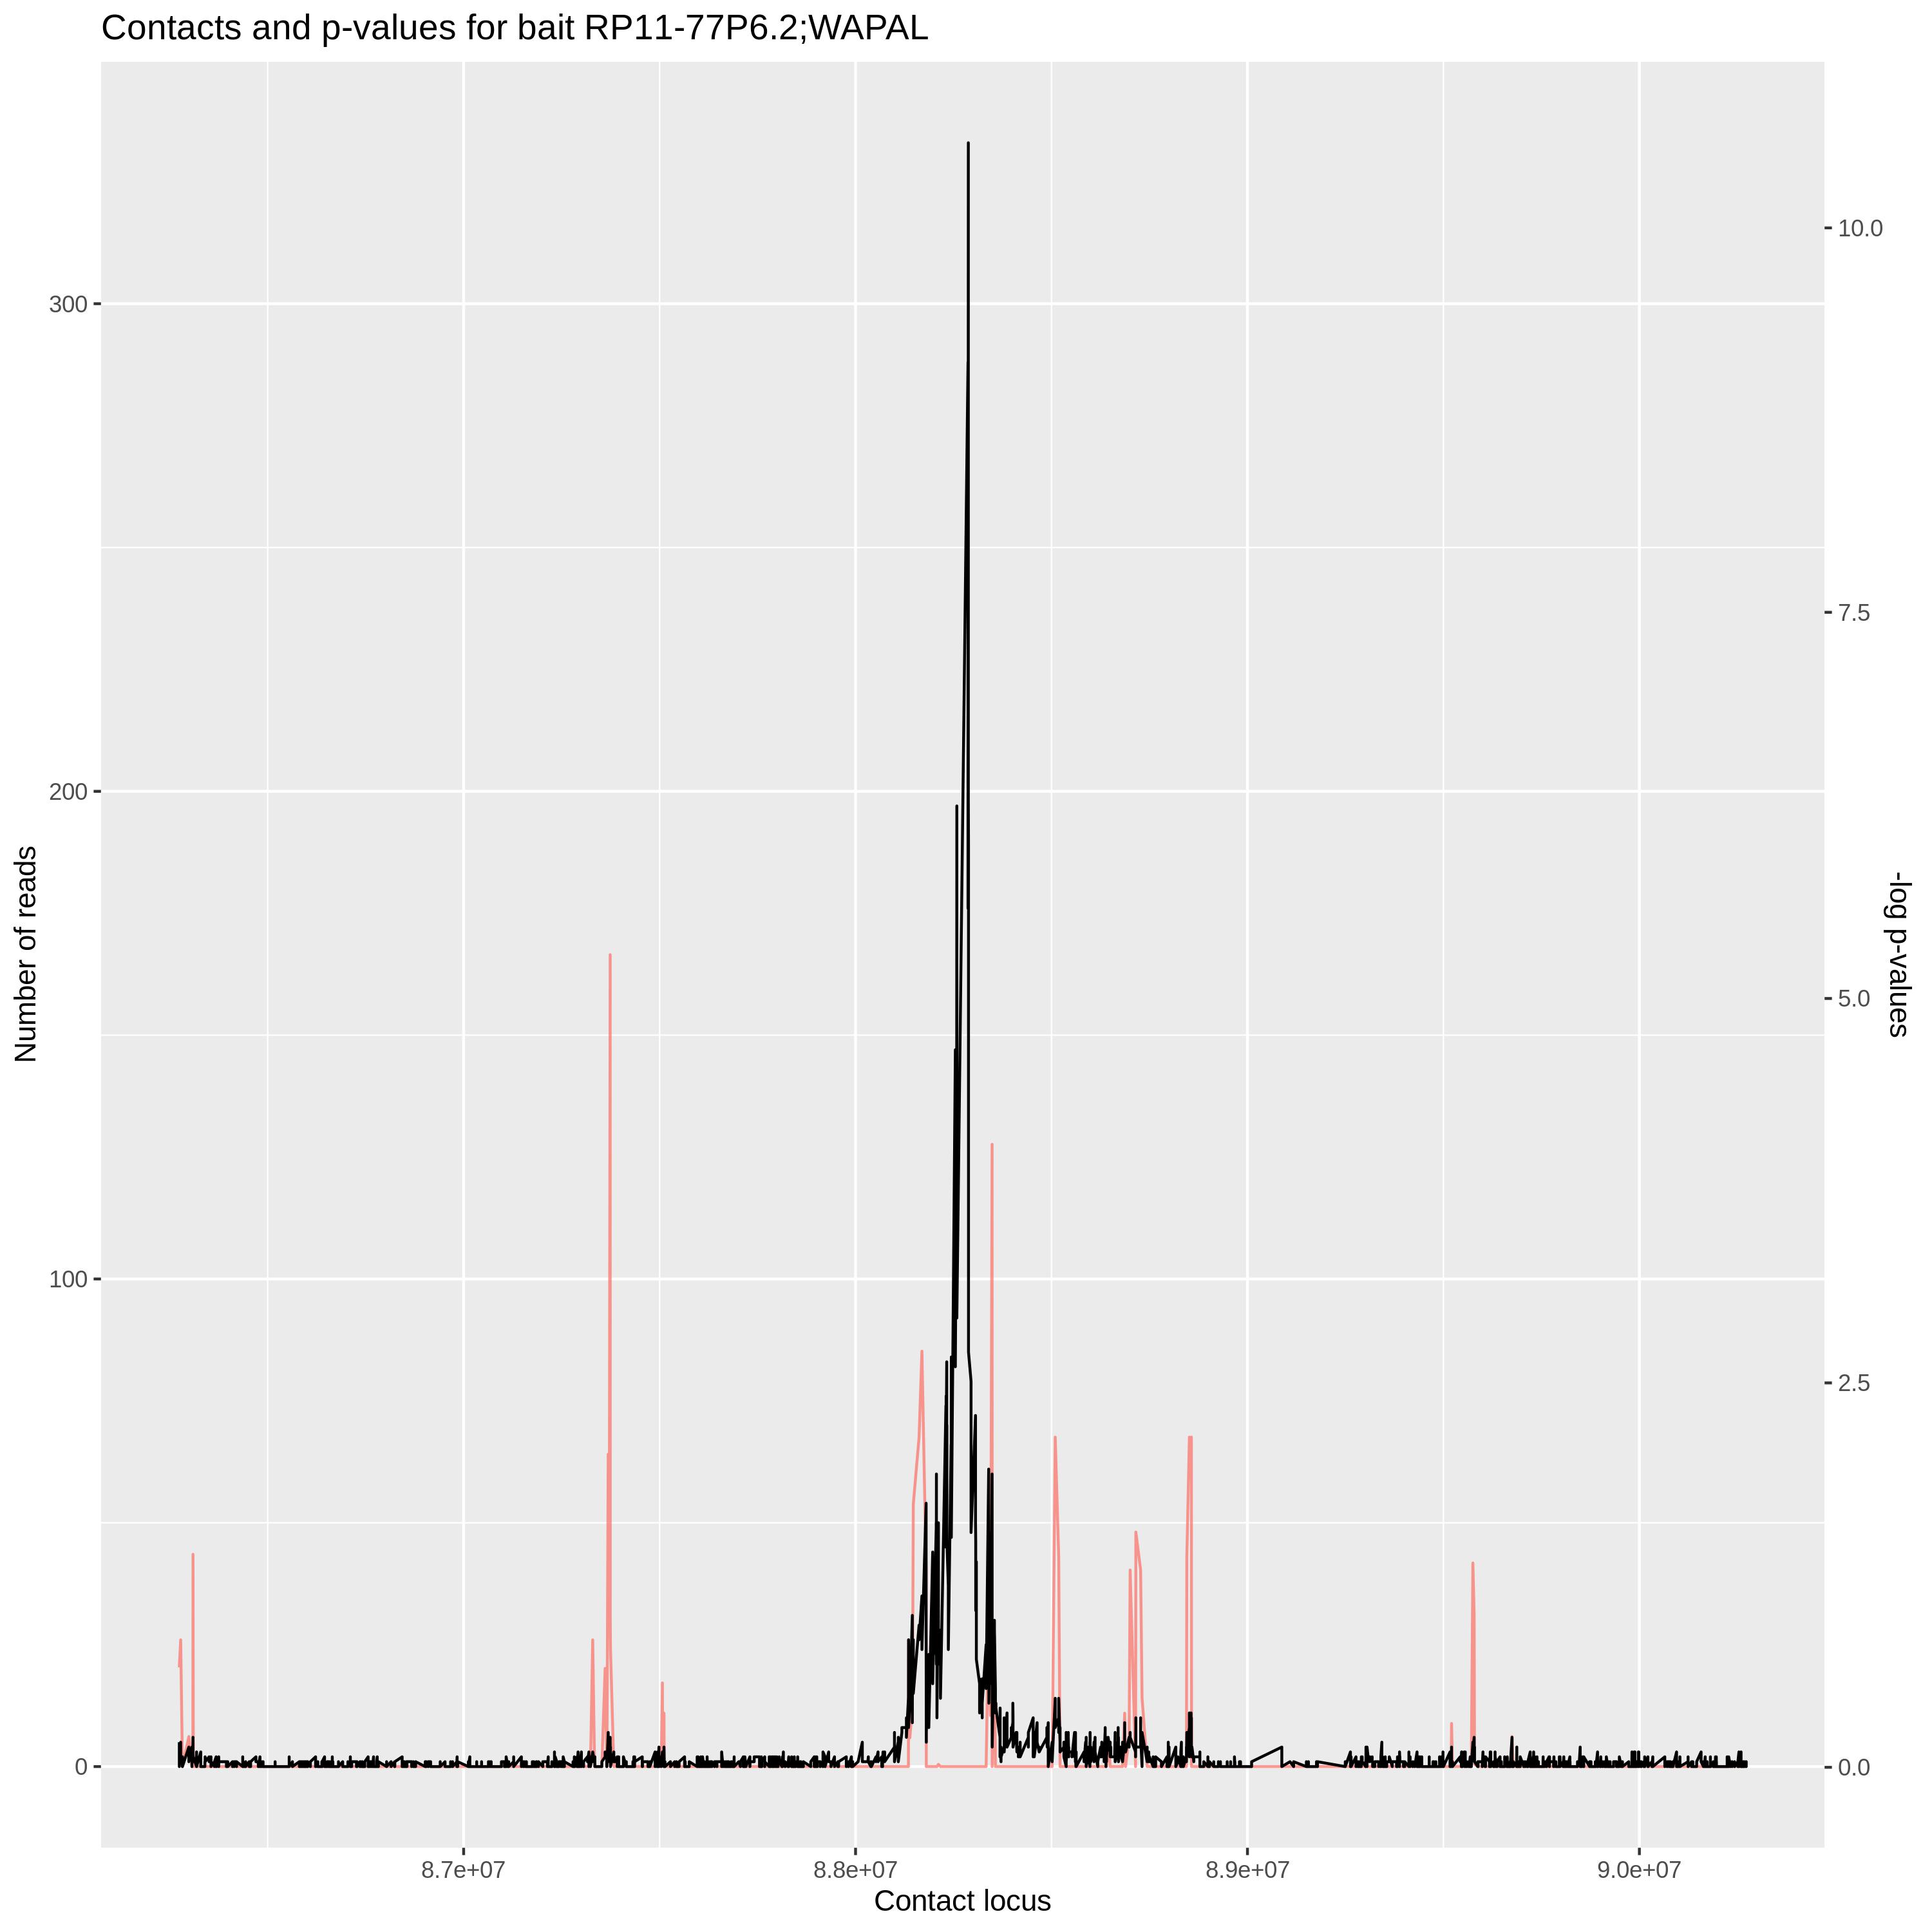 Contacts and p-values for bait RP11-77P6.2;WAPAL
Number of reads
300
200
100
0
10.0
7.5
5.0
2.5
0.0
-log p-values
8.7e+07
8.8e+07
8.9e+07
9.0e+07
Contact locus